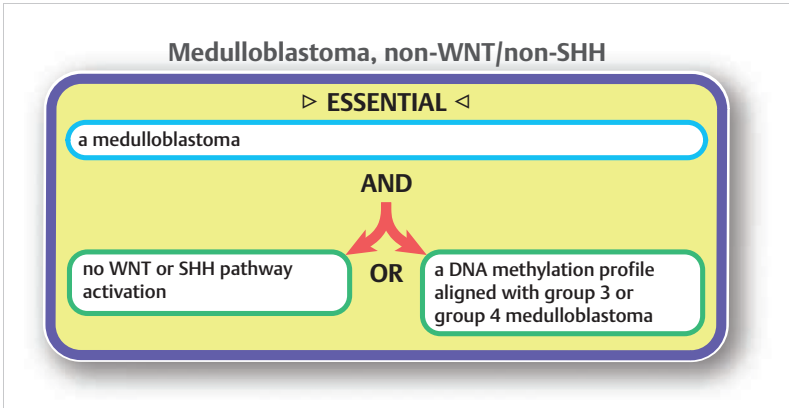 Medulloblastoma, non-WNT/non-SHH
▷ ESSENTIAL ◁
a medulloblastoma
AND
no WNT or SHH pathway
activation
OR
a DNA methylation profile
aligned with group 3 or
group 4 medulloblastoma